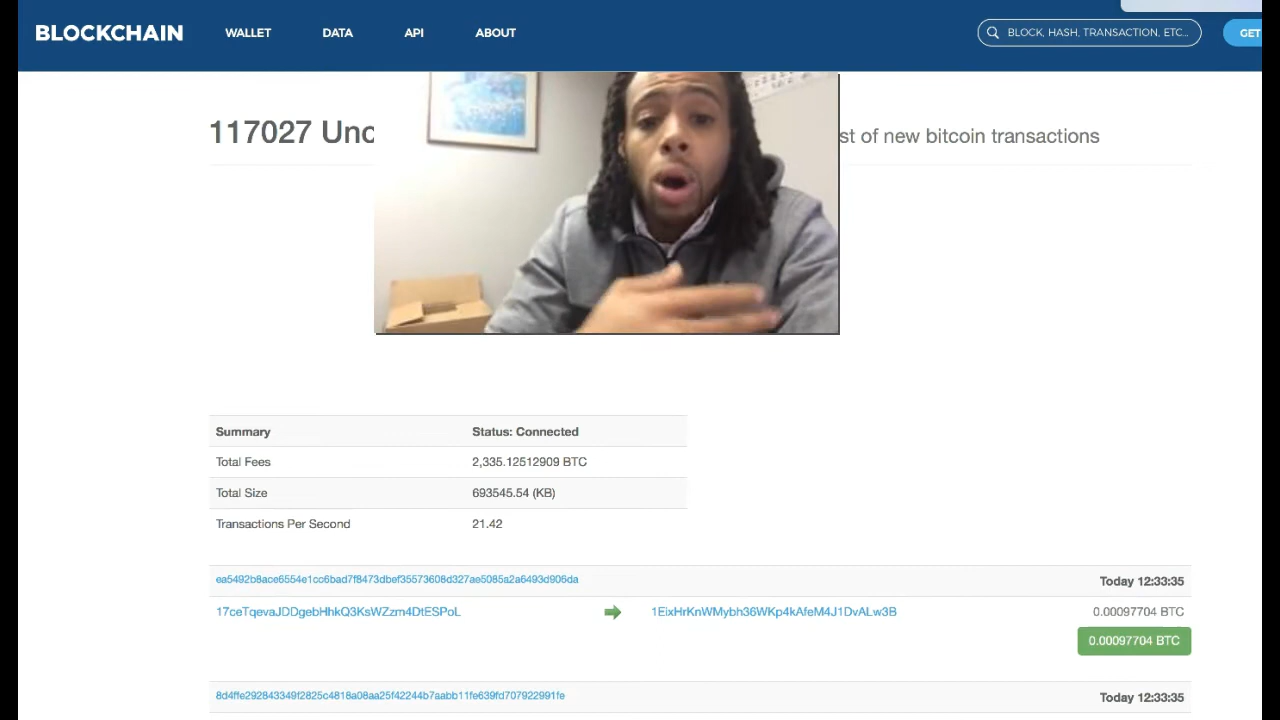 BLOCKCHAIN WALLET DATA API ABOUT BLOCK, HASH, TRANSACTION, ETC... GET
117027 Unc st of new bitcoin transactions
Summary Status: Connected
Total Fees 2,335.12512909 BTC
Total Size 693545.54 (KB)
Transactions Per Second 21.42
ea5492b8ace6554e1cc6bad7f8473dbef35573608d327ae5085a2a6493d906da Today 12:33:35
17ceTqevaJDDgebHhkQ3KsWZzm4DtESPoL 1EixHrKnWMybh36WKp4kAfeM4J1DvALw3B 0.00097704 BTC
0.00097704 BTC
8d4ffe292843349f2825c4818a08aa25f42244b7aabb11fe639fd707922991fe Today 12:33:35